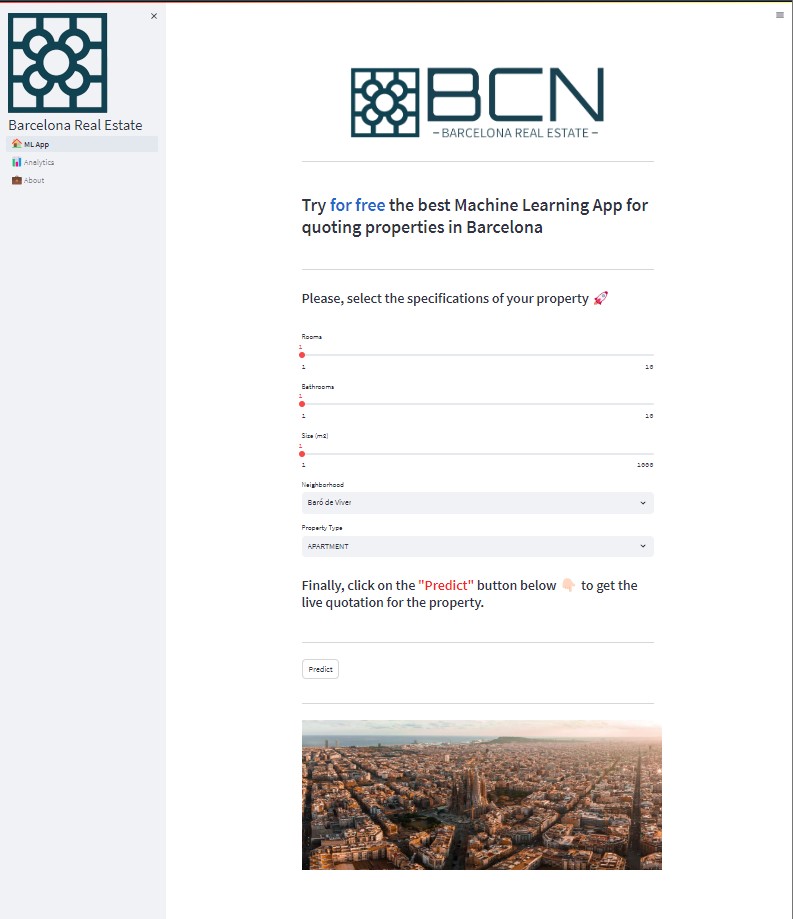 Barcelona Real Estate
ML App
Analytics
About
BCN
BARCELONA REAL ESTATE
Try for free the best Machine Learning App for
quoting properties in Barcelona
Please, select the specifications of your property
Rooms
1
1
10
Bathrooms
1
1
10
Size (m2)
1
1
1000
Neighborhood
Baró de Viver
Property Type
APARTMENT
Finally, click on the "Predict" button below to get the
live quotation for the property.
Predict